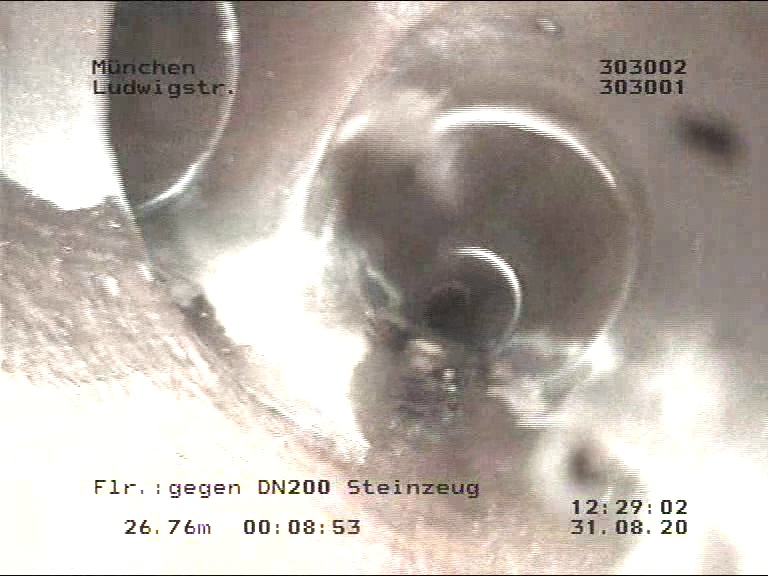 München 303002
Ludwigstr. 303001
Flr.:gegen DN200 Steinzeug
12:29:02
26.76m 00:08:53 31.08.20